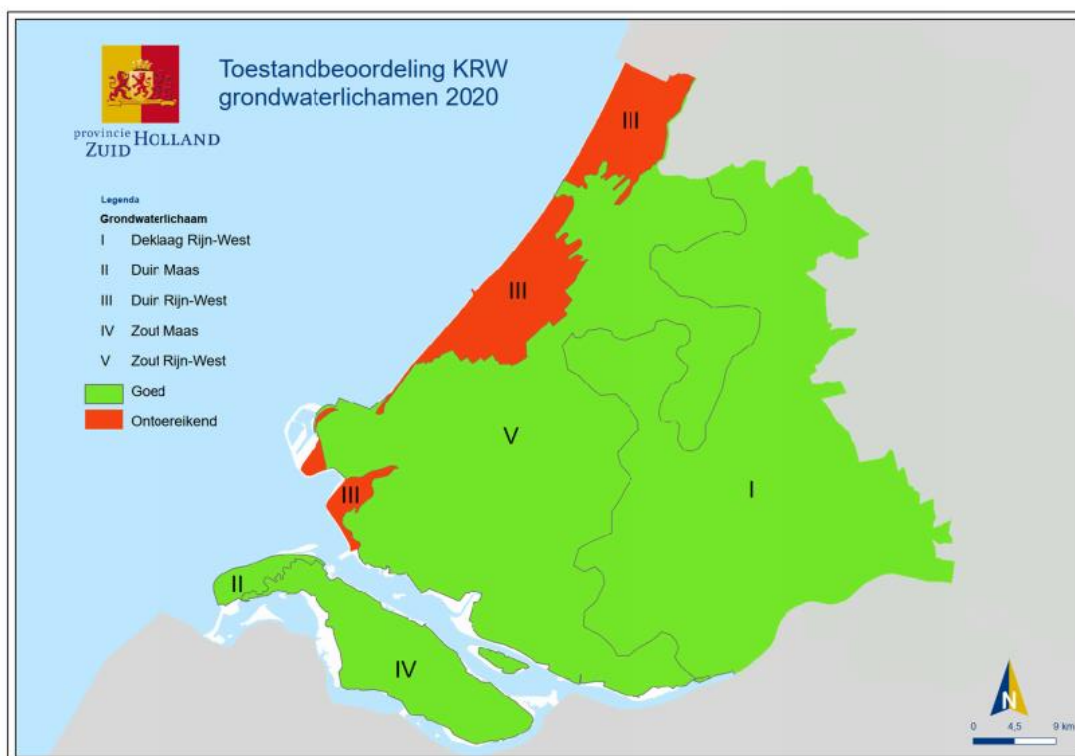 Toestandbeoordeling KRW
grondwaterlichamen 2020
provincie
ZUID HOLLAND
Legenda
Grondwaterlichaam
I Deklaag Rijn-West
II Duin Maas
III Duin Rijn-West
IV Zout Maas
V Zout Rijn-West
Goed
Ontoereikend
III
III
V
I
III
II
IV
N
0 4,5 9 km